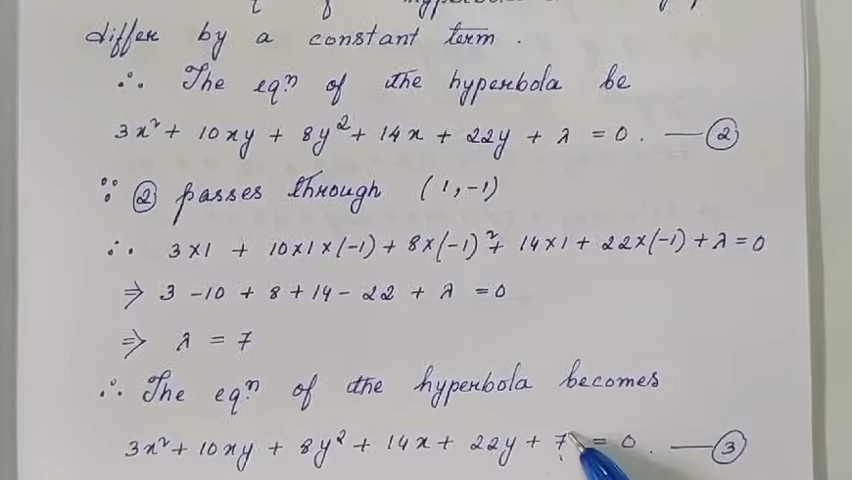 differ by a constant term.
∴ The eqⁿ. of the hyperbola be
3x² + 10xy + 8y² + 14x + 22y + λ = 0. — ②
∵ ② passes through (1, -1)
∴ 3×1 + 10×1×(-1) + 8×(-1)² + 14×1 + 22×(-1) + λ = 0
⇒ 3 - 10 + 8 + 14 - 22 + λ = 0
⇒ λ = 7
∴ The eqⁿ. of the hyperbola becomes
3x² + 10xy + 8y² + 14x + 22y + 7 = 0. — ③